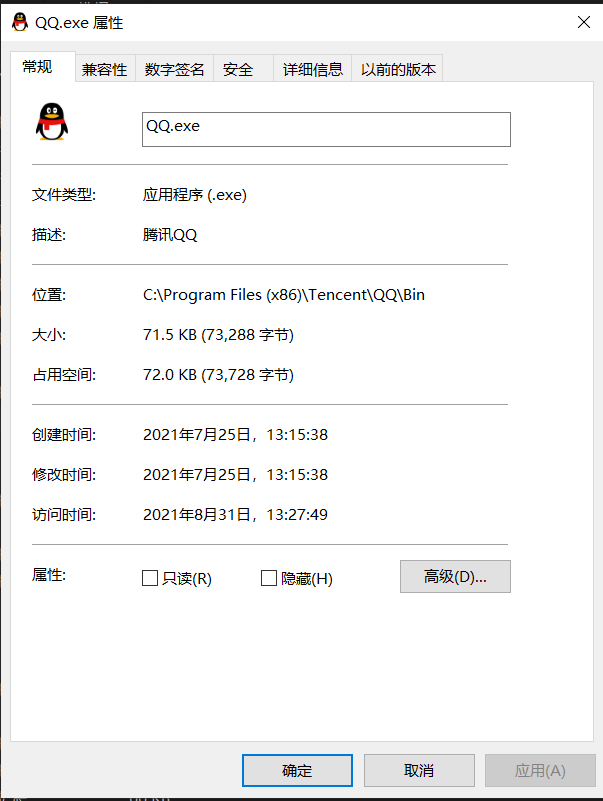 QQ.exe 属性
常规 兼容性 数字签名 安全 详细信息 以前的版本
QQ.exe
文件类型: 应用程序 (.exe)
描述: 腾讯QQ
位置: C:\Program Files (x86)\Tencent\QQ\Bin
大小: 71.5 KB (73,288 字节)
占用空间: 72.0 KB (73,728 字节)
创建时间: 2021年7月25日，13:15:38
修改时间: 2021年7月25日，13:15:38
访问时间: 2021年8月31日，13:27:49
属性: 只读(R) 隐藏(H) 高级(D)...
确定 取消 应用(A)